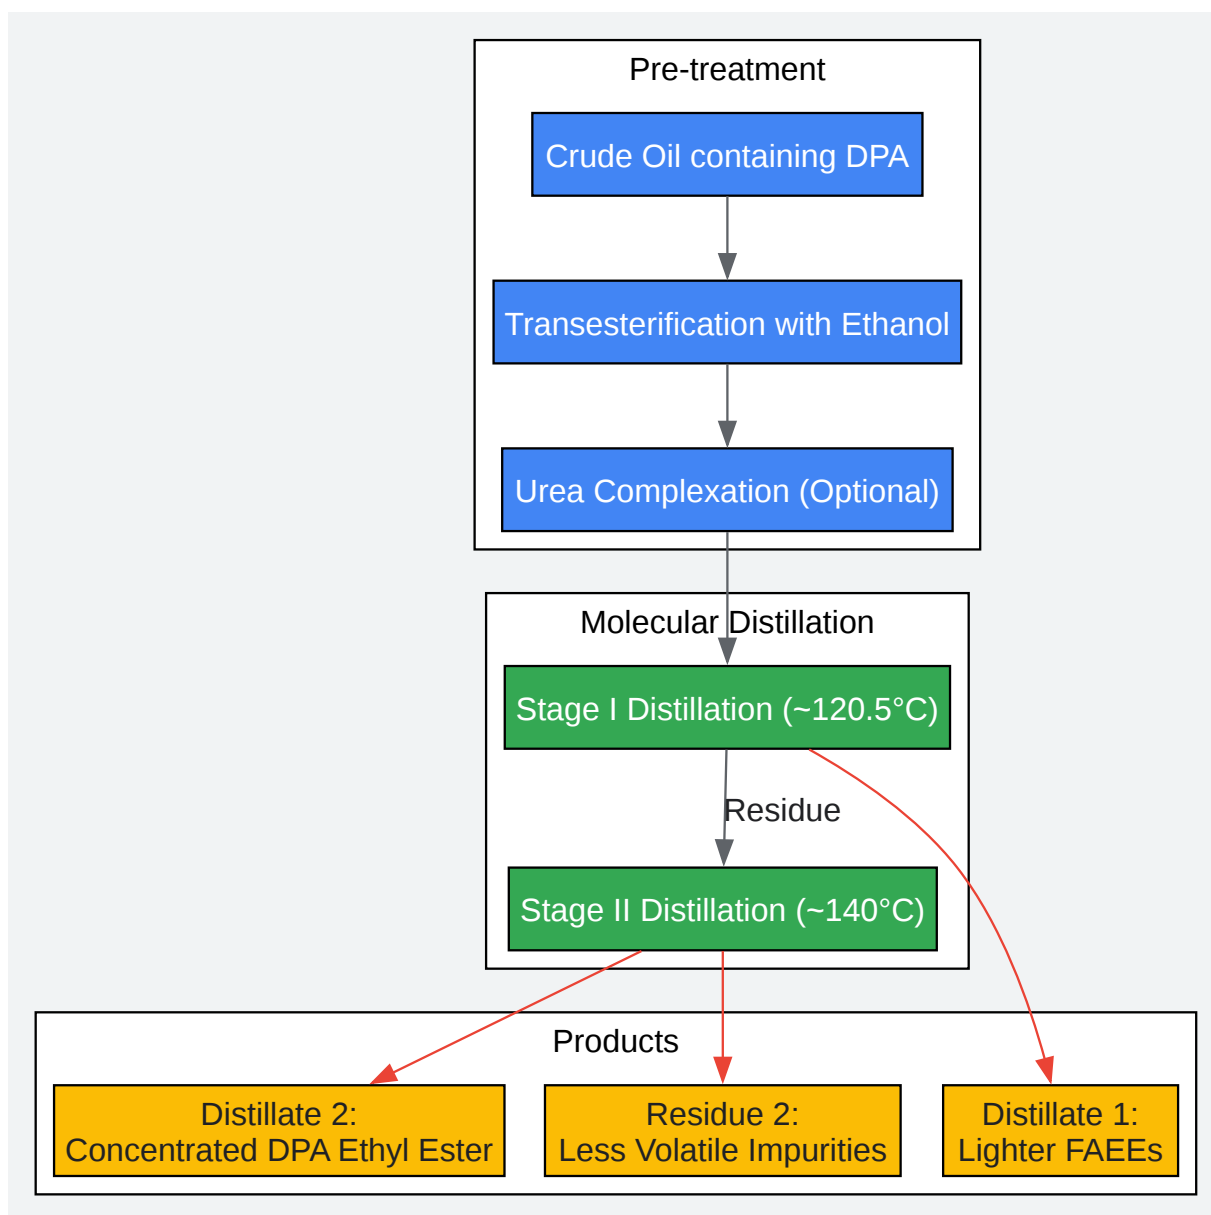 Pre-treatment
Crude Oil containing DPA
Transesterification with Ethanol
Urea Complexation (Optional)
Molecular Distillation
Stage I Distillation (~120.5°C)
Residue
Stage II Distillation (~140°C)
Products
Distillate 2:
Concentrated DPA Ethyl Ester
Residue 2:
Less Volatile Impurities
Distillate 1:
Lighter FAEEs